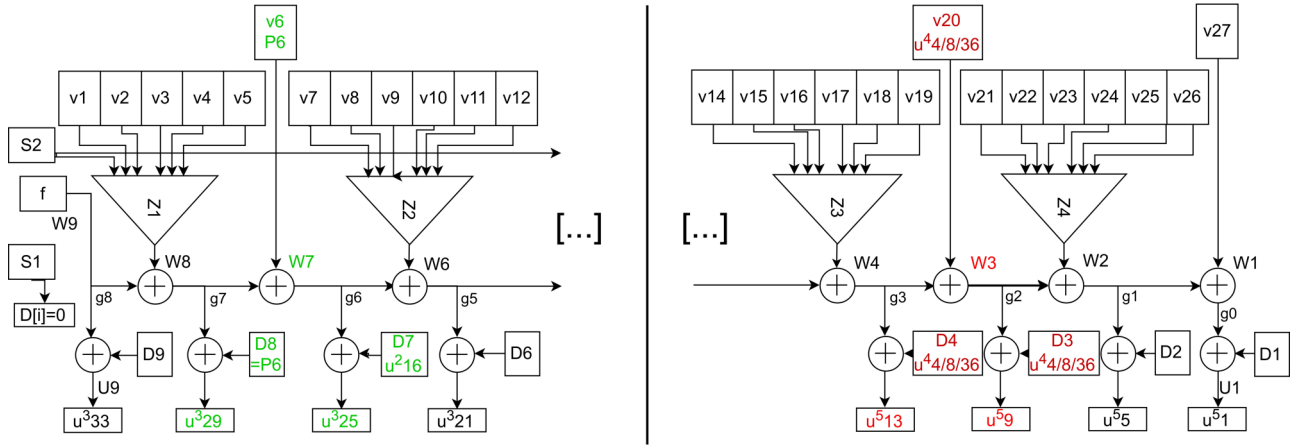 v6
P6
v1 v2 v3 v4 v5
v7 v8 v9 v10 v11 v12
S2
Z1
Z2
f
W9
[...]
S1
W8
W7
W6
D[i]=0
g8
g7
g6
g5
D9
D8
=P6
D7
u²16
D6
U9
u³33
u³29
u³25
u³21
v20
u⁴4/8/36
v27
v14 v15 v16 v17 v18 v19
v21 v22 v23 v24 v25 v26
Z3
Z4
[...]
W4
W3
W2
W1
g3
g2
g1
g0
D4
u⁴4/8/36
D3
u⁴4/8/36
D2
D1
U1
u⁵13
u⁵9
u⁵5
u⁵1